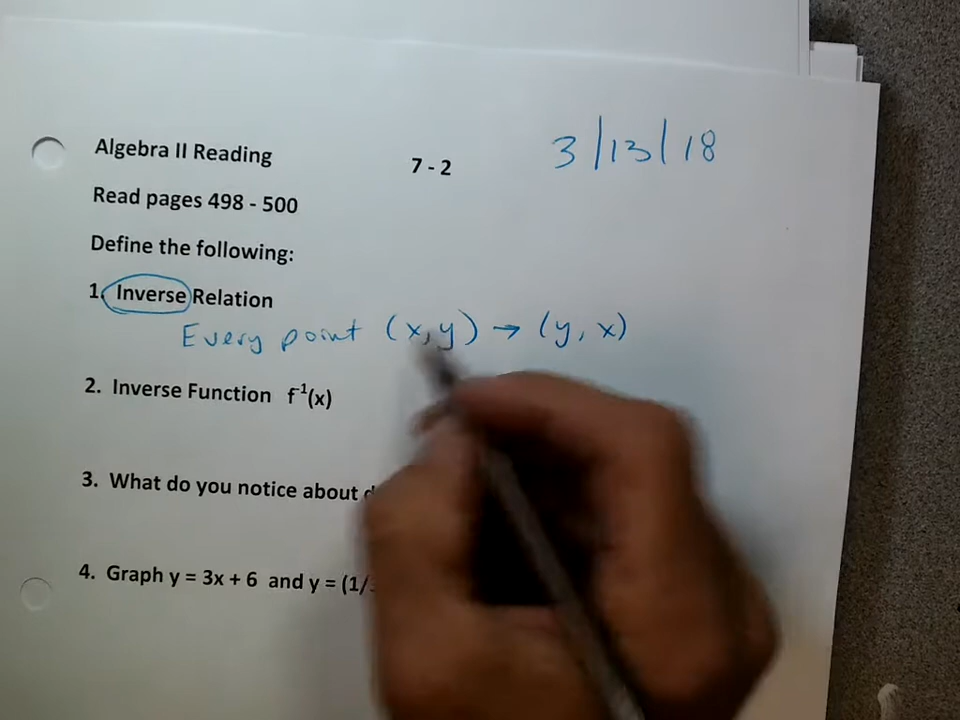 Algebra II Reading 7 - 2 3/13/18
Read pages 498 - 500
Define the following:
1. Inverse Relation
Every point (x,y) → (y, x)
2. Inverse Function f⁻¹(x)
3. What do you notice about
4. Graph y = 3x + 6 and y = (1/